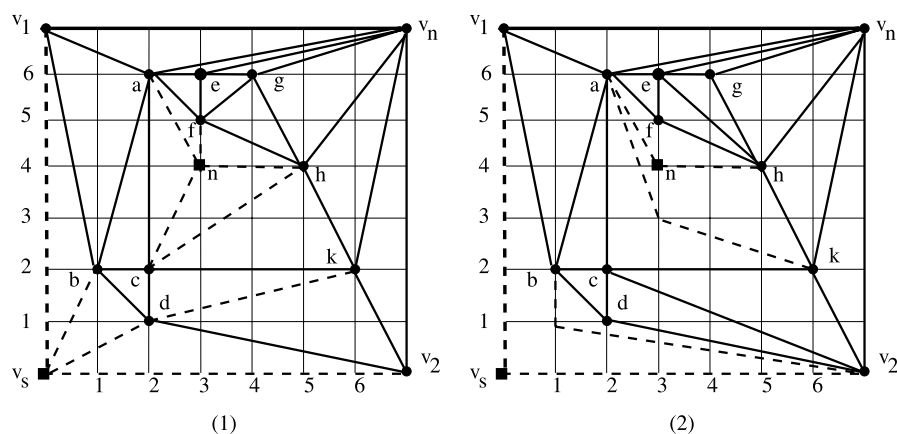 v1 vn v1 vn
6 a e g 6 a e g
5 f 5 f
4 n h 4 n h
3 3
2 b c k 2 b c k
1 d 1 d
vs 1 2 3 4 5 6 v2 vs 1 2 3 4 5 6 v2
(1) (2)